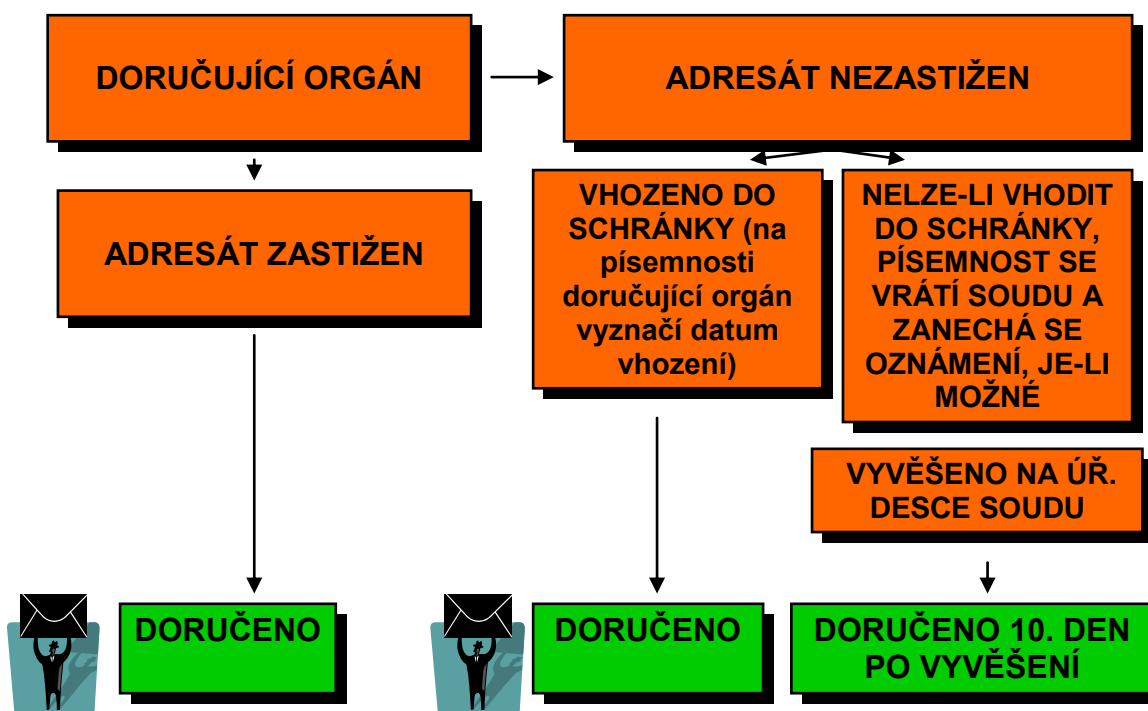 DORUČUJÍCÍ ORGÁN
ADRESÁT NEZASTIŽEN
ADRESÁT ZASTIŽEN
VHOZENO DO
SCHRÁNKY (na
písemnosti
doručující orgán
vyznačí datum
vhození)
NELZE-LI VHODIT
DO SCHRÁNKY,
PÍSEMNOST SE
VRÁTÍ SOUDU A
ZANECHÁ SE
OZNÁMENÍ, JE-LI
MOŽNÉ
VYVĚŠENO NA ÚŘ.
DESCE SOUDU
DORUČENO
DORUČENO
DORUČENO 10. DEN
PO VYVĚŠENÍ